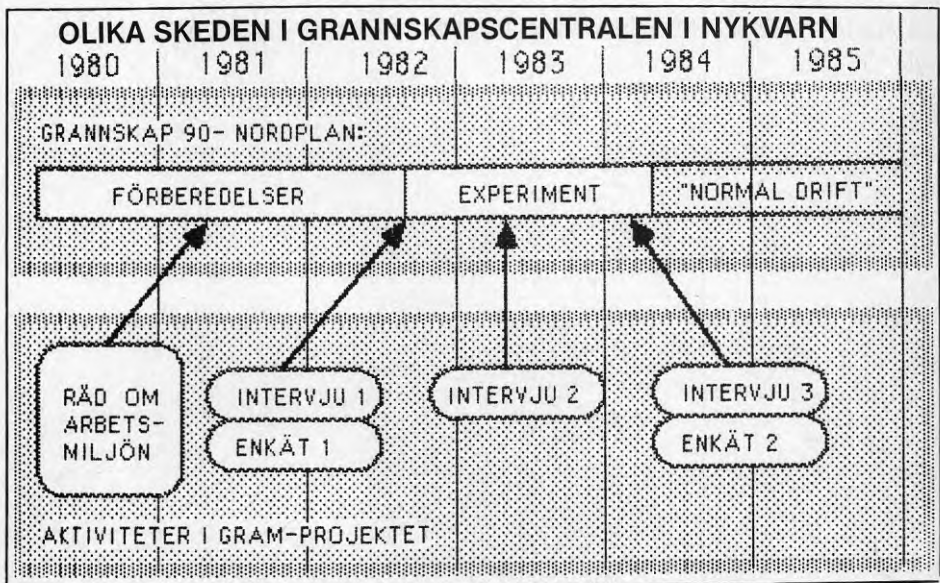 OLIKA SKEDEN I GRANNSKAPSCENTRALEN I NYKVARN
1980 1981 1982 1983 1984 1985
GRANNSKAP 90- NORDPLAN:
FÖRBEREDELSER EXPERIMENT "NORMAL DRIFT"
RÄD OM
ARBETS-
MILJÖN
INTERVJU 1
ENKÄT 1
INTERVJU 2
INTERVJU 3
ENKÄT 2
AKTIVITETER I GRAM-PROJEKTET